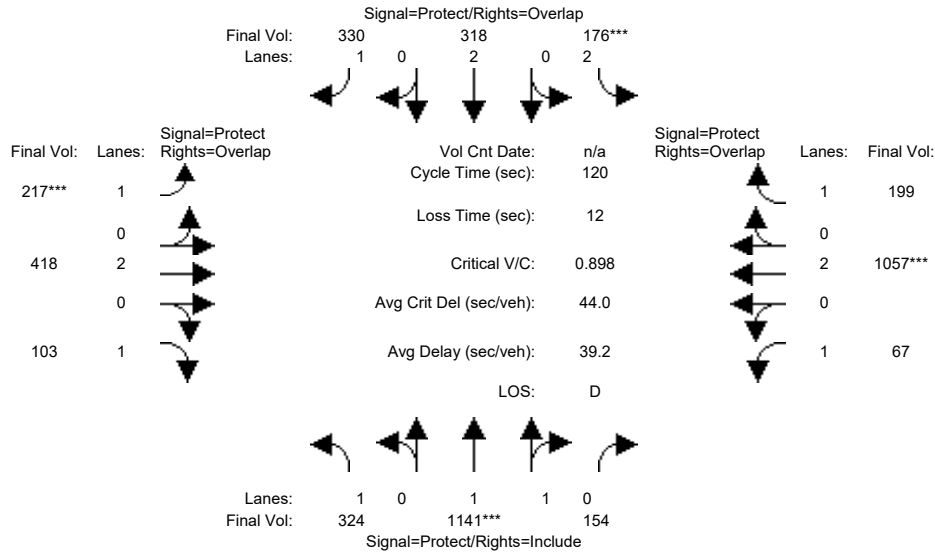 Signal=Protect/Rights=Overlap
Final Vol: 330 318 176***
Lanes: 1 0 2 0 2
Signal=Protect
Final Vol: Lanes: Rights=Overlap
Vol Cnt Date: n/a
Signal=Protect
Rights=Overlap Lanes: Final Vol:
Cycle Time (sec): 120
217*** 1
1 199
Loss Time (sec): 12
0
0
418 2
Critical V/C: 0.898
2 1057***
0
Avg Crit Del (sec/veh): 44.0
0
103 1
Avg Delay (sec/veh): 39.2
1 67
LOS: D
Lanes: 1 0 1 1 0
Final Vol: 324 1141*** 154
Signal=Protect/Rights=Include